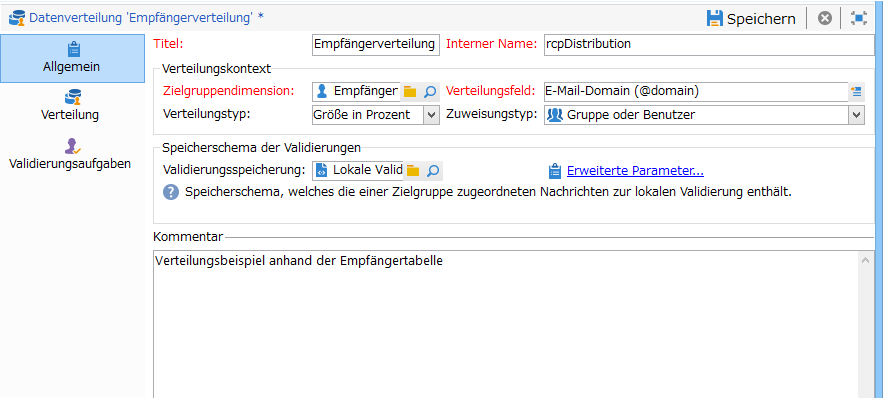 Datenverteilung 'Empfängerverteilung' *
Speichern
Allgemein
Verteilung
Validierungsaufgaben
Titel: Empfängerverteilung Interner Name: rcpDistribution
Verteilungskontext
Zielgruppendimension: Empfänger Verteilungsfeld: E-Mail-Domain (@domain)
Verteilungstyp: Größe in Prozent Zuweisungstyp: Gruppe oder Benutzer
Speicherschema der Validierungen
Validierungsspeicherung: Lokale Valid Erweiterte Parameter...
Speicherschema, welches die einer Zielgruppe zugeordneten Nachrichten zur lokalen Validierung enthält.
Kommentar
Verteilungsbeispiel anhand der Empfängertabelle